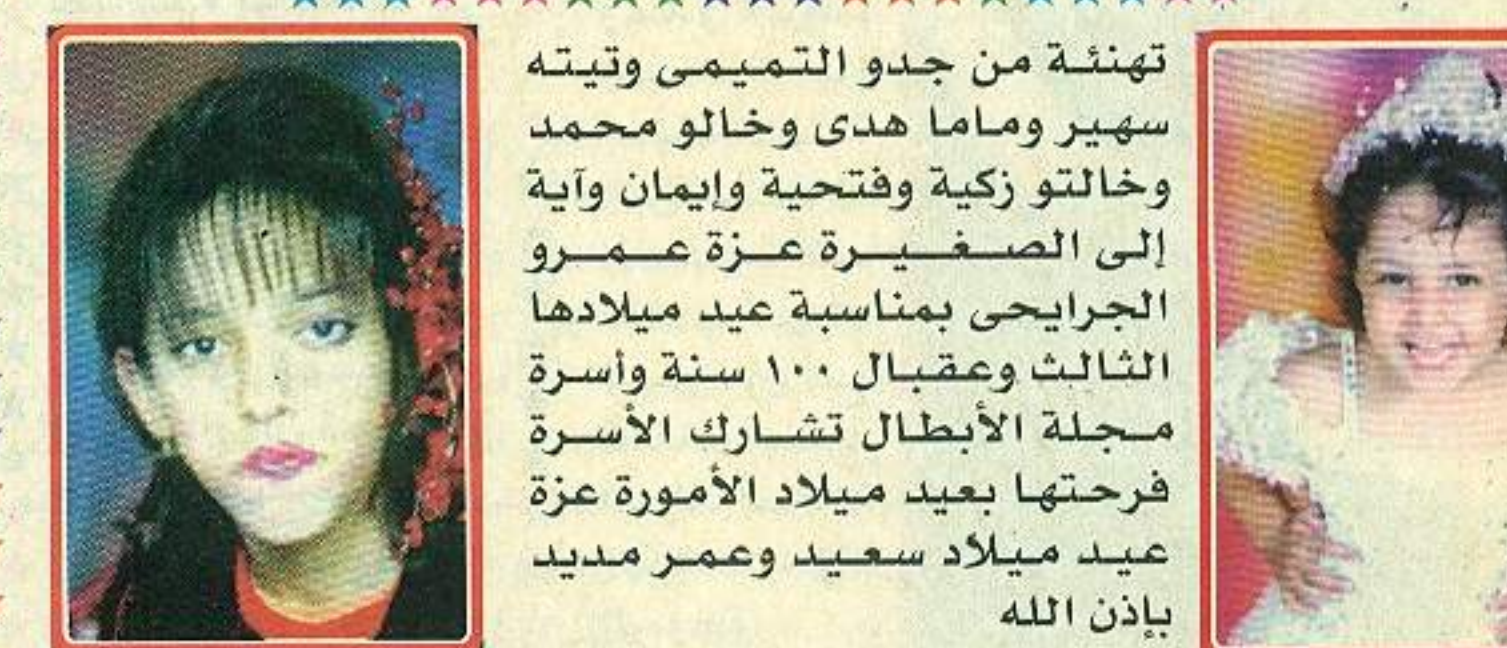 تهنئة من جدو التميمى وتيته
سهير وماما هدى وخالو محمد
وخالتو زكية وفتحية وإيمان وآية
إلى الصغيرة عزة عمرو
الجرايحى بمناسبة عيد ميلادها
الثالث وعقبال ١٠٠ سنة وأسرة
مجلة الأبطال تشارك الأسرة
فرحتها بعيد ميلاد الأمورة عزة
عيد ميلاد سعيد وعمر مديد
بإذن الله